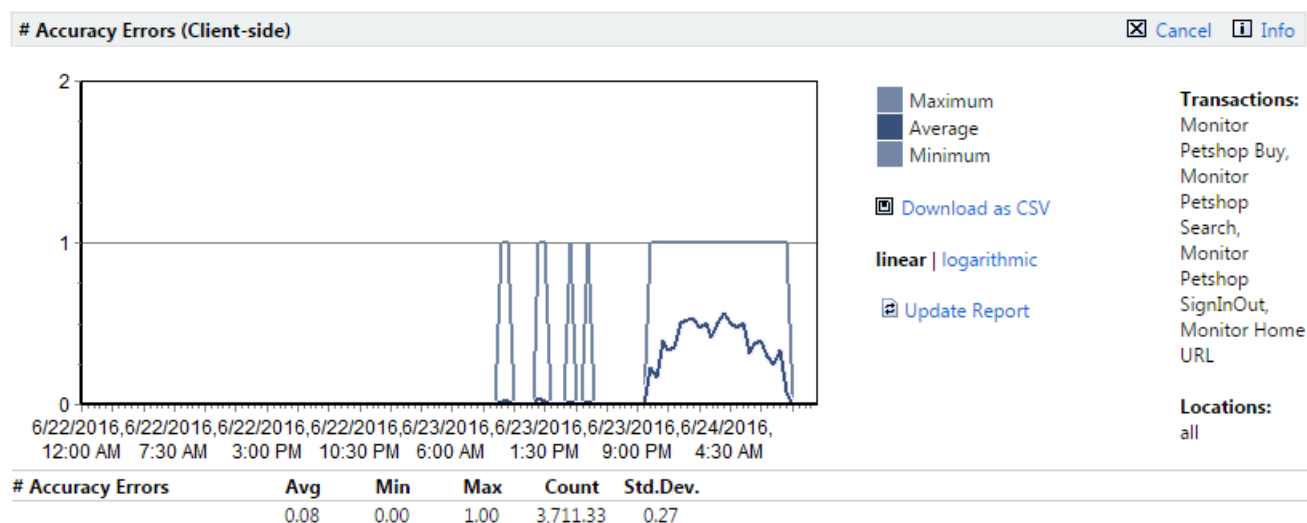 # Accuracy Errors (Client-side)
Cancel
Info
2
1
0
6/22/2016,6/22/2016,6/22/2016,6/22/2016,6/23/2016,6/23/2016,6/23/2016,6/24/2016,
12:00 AM 7:30 AM 3:00 PM 10:30 PM 6:00 AM 1:30 PM 9:00 PM 4:30 AM
Maximum
Average
Minimum
Download as CSV
linear | logarithmic
Update Report
Transactions:
Monitor
Petshop Buy,
Monitor
Petshop
Search,
Monitor
Petshop
SignInOut,
Monitor Home
URL
Locations:
all
# Accuracy Errors Avg Min Max Count Std.Dev.
0.08 0.00 1.00 3.711.33 0.27